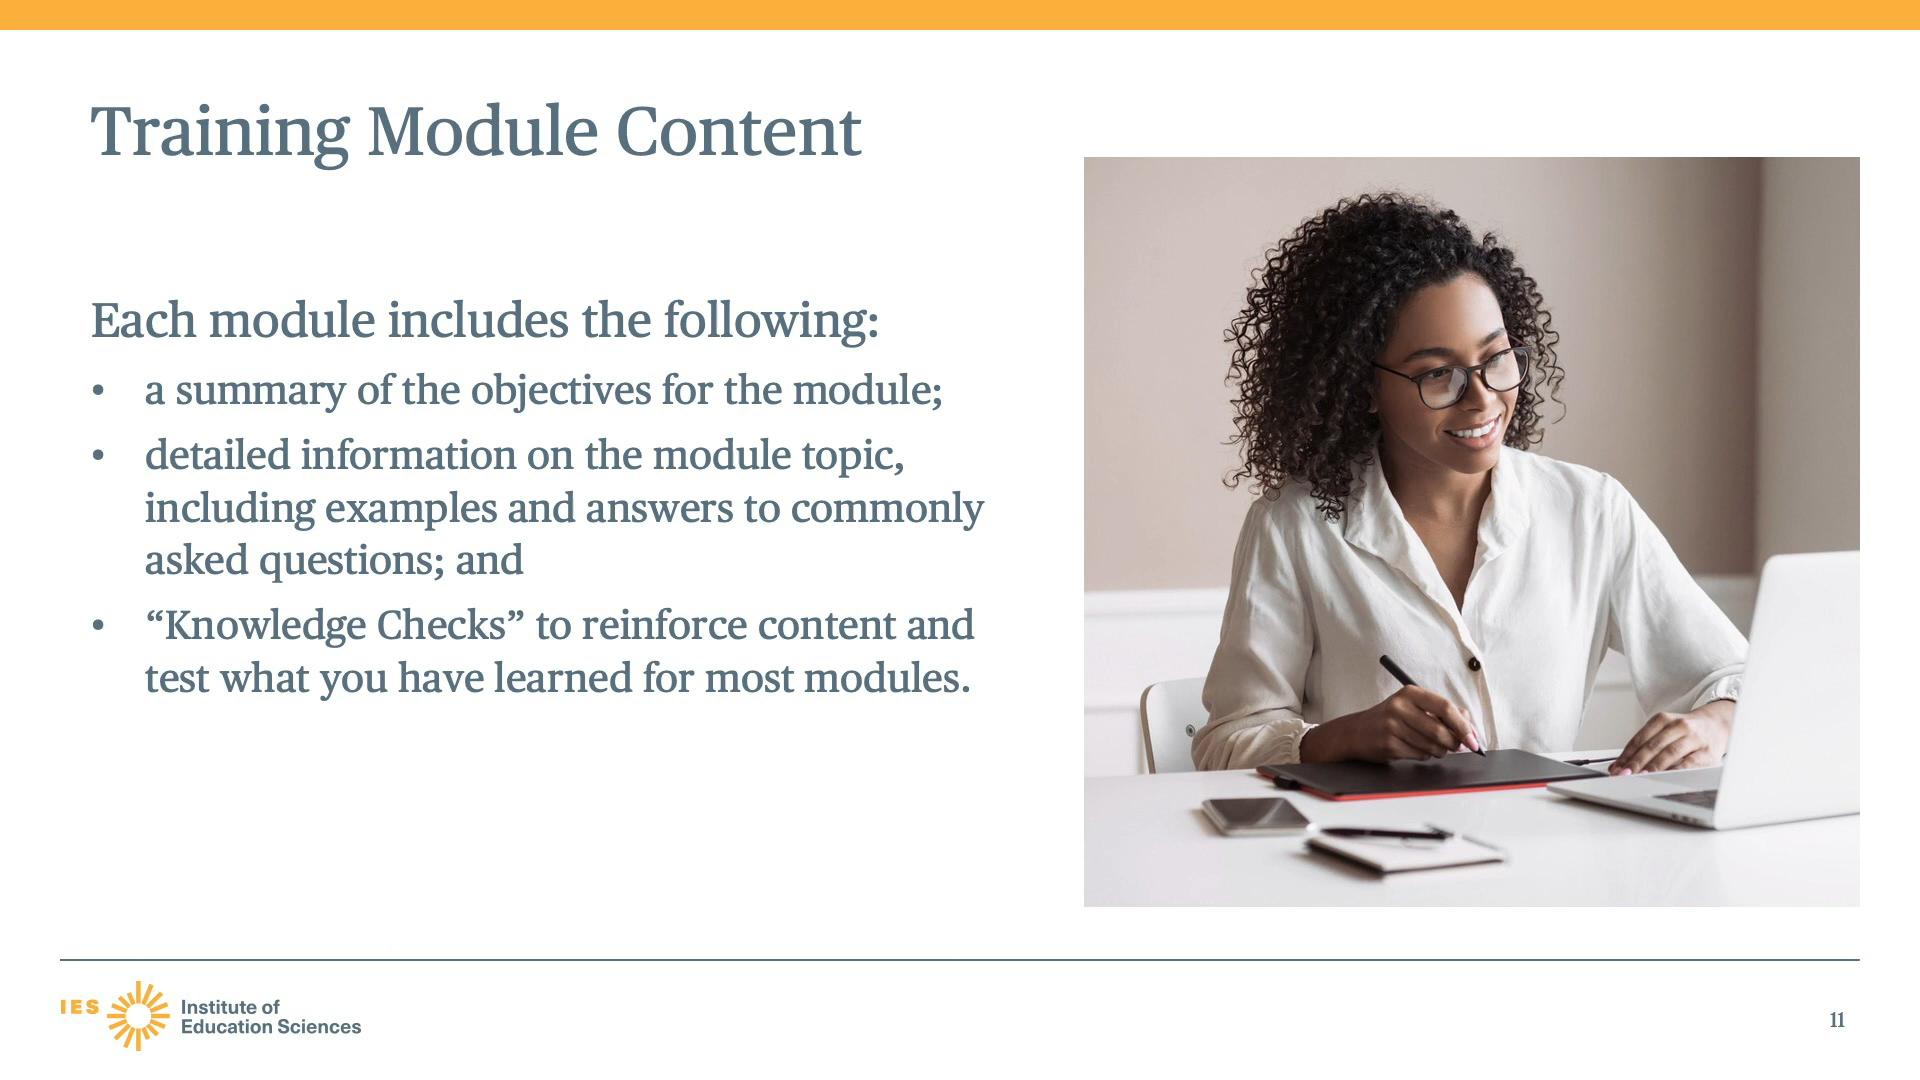 Training Module Content
Each module includes the following:
• a summary of the objectives for the module;
• detailed information on the module topic,
including examples and answers to commonly
asked questions; and
• “Knowledge Checks” to reinforce content and
test what you have learned for most modules.
IES
Institute of
Education Sciences
11